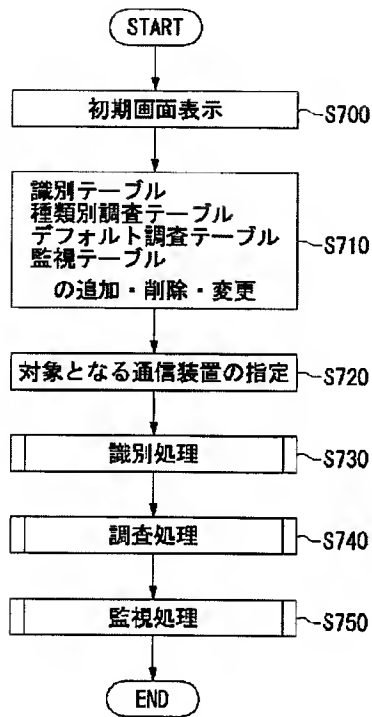 START
初期画面表示
S700
識別テーブル
種類別調査テーブル
デフォルト調査テーブル
監視テーブル
の追加・削除・変更
S710
対象となる通信装置の指定
S720
識別処理
S730
調査処理
S740
監視処理
S750
END